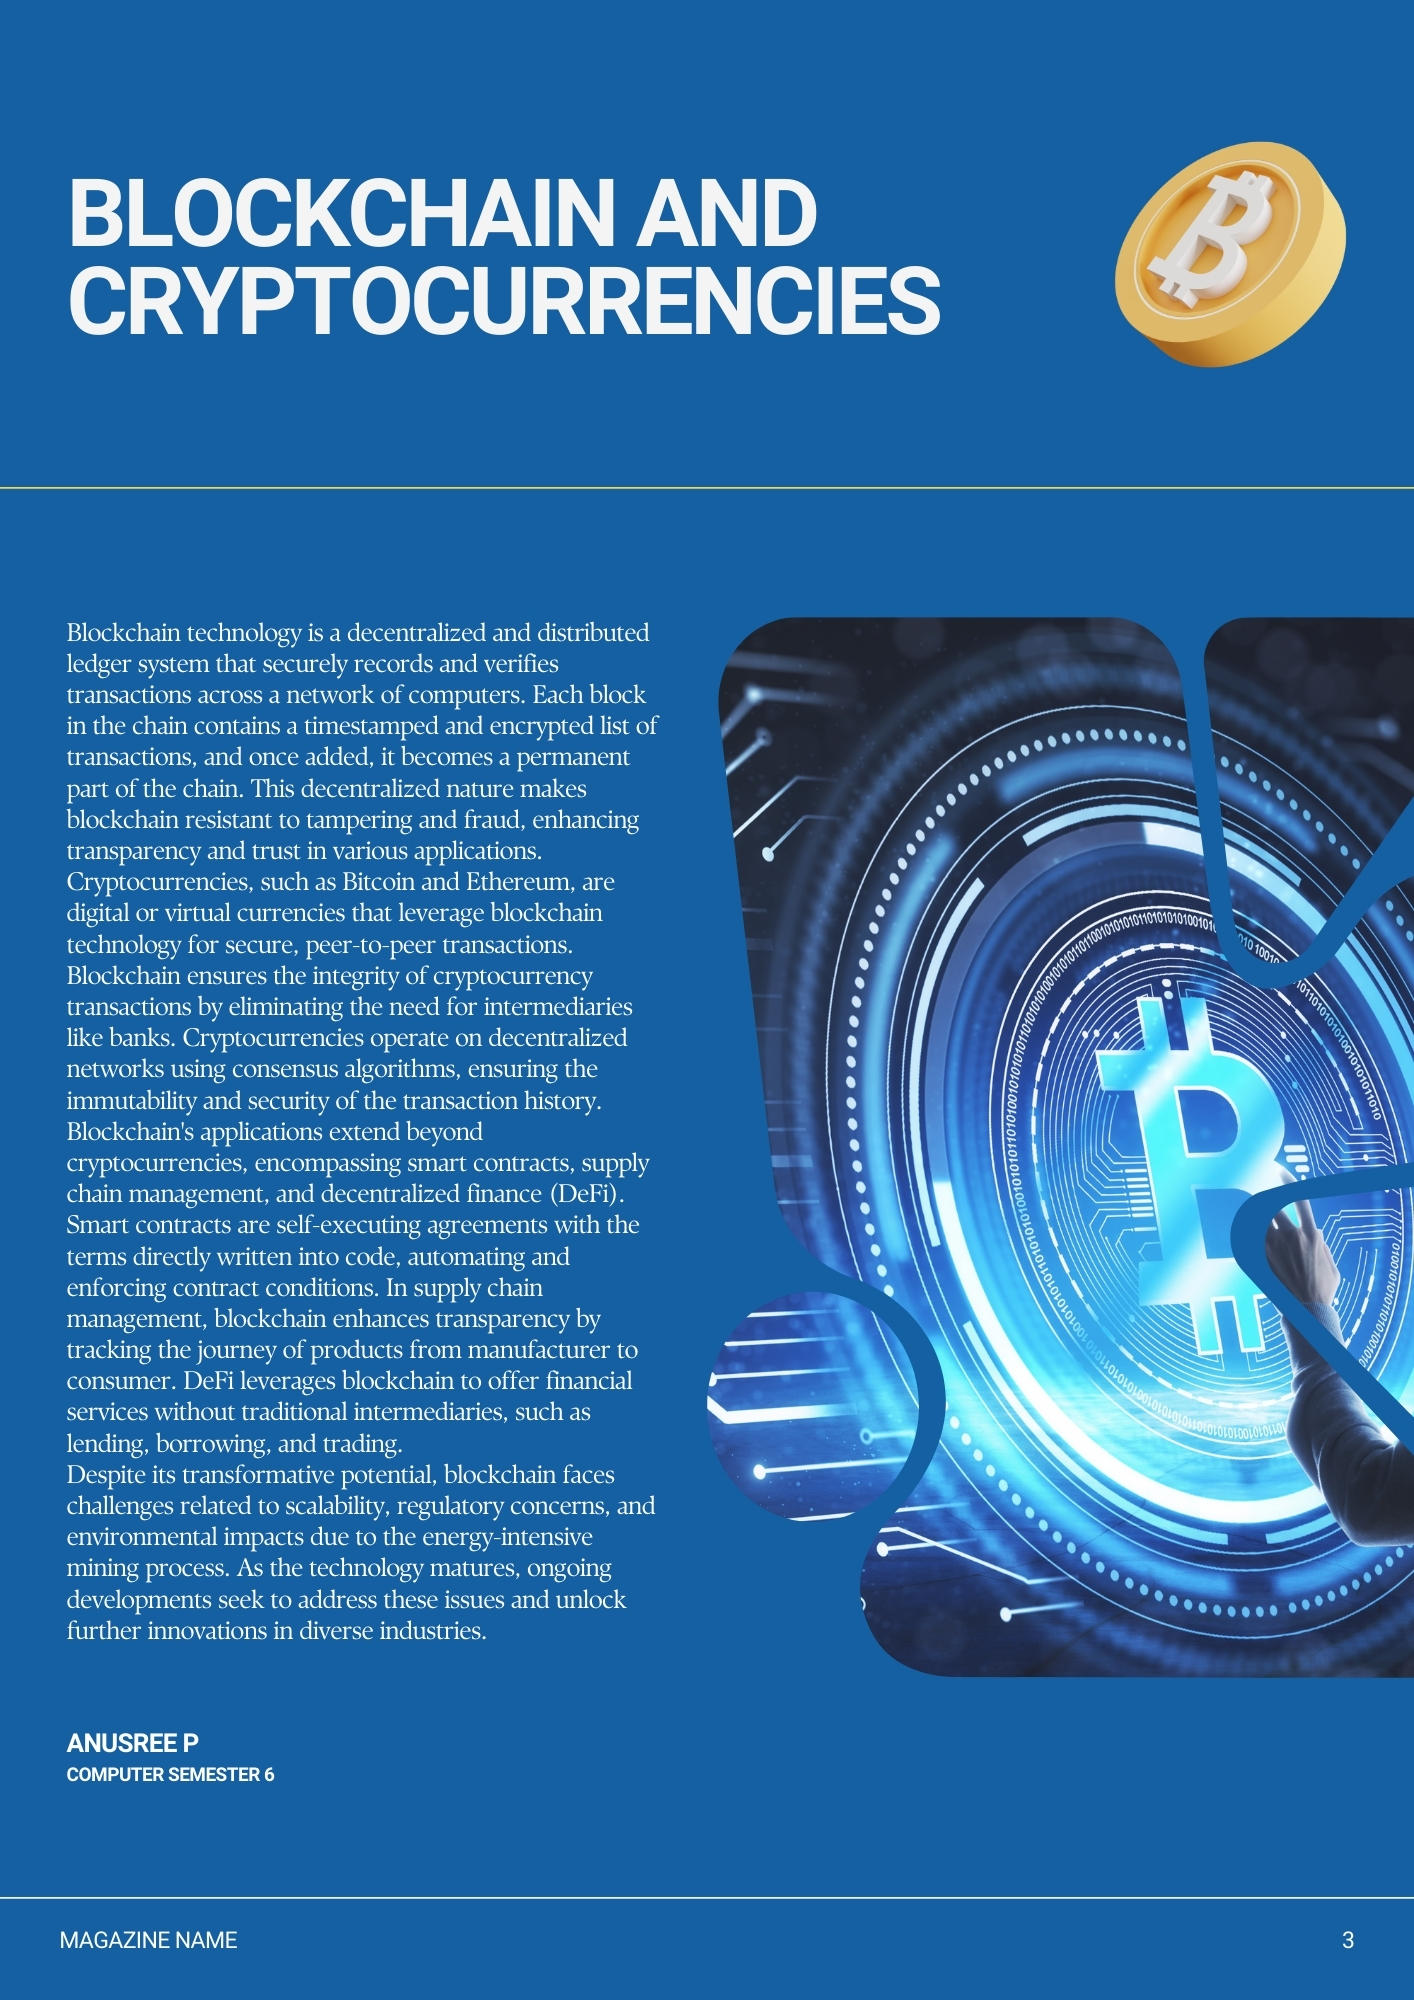 BLOCKCHAIN AND
CRYPTOCURRENCIES
Blockchain technology is a decentralized and distributed
ledger system that securely records and verifies
transactions across a network of computers. Each block
in the chain contains a timestamped and encrypted list of
transactions, and once added, it becomes a permanent
part of the chain. This decentralized nature makes
blockchain resistant to tampering and fraud, enhancing
transparency and trust in various applications.
Cryptocurrencies, such as Bitcoin and Ethereum, are
digital or virtual currencies that leverage blockchain
technology for secure, peer-to-peer transactions.
Blockchain ensures the integrity of cryptocurrency
transactions by eliminating the need for intermediaries
like banks. Cryptocurrencies operate on decentralized
networks using consensus algorithms, ensuring the
immutability and security of the transaction history.
Blockchain's applications extend beyond
cryptocurrencies, encompassing smart contracts, supply
chain management, and decentralized finance (DeFi).
Smart contracts are self-executing agreements with the
terms directly written into code, automating and
enforcing contract conditions. In supply chain
management, blockchain enhances transparency by
tracking the journey of products from manufacturer to
consumer. DeFi leverages blockchain to offer financial
services without traditional intermediaries, such as
lending, borrowing, and trading.
Despite its transformative potential, blockchain faces
challenges related to scalability, regulatory concerns, and
environmental impacts due to the energy-intensive
mining process. As the technology matures, ongoing
developments seek to address these issues and unlock
further innovations in diverse industries.
ANUSREE P
COMPUTER SEMESTER 6
MAGAZINE NAME
3